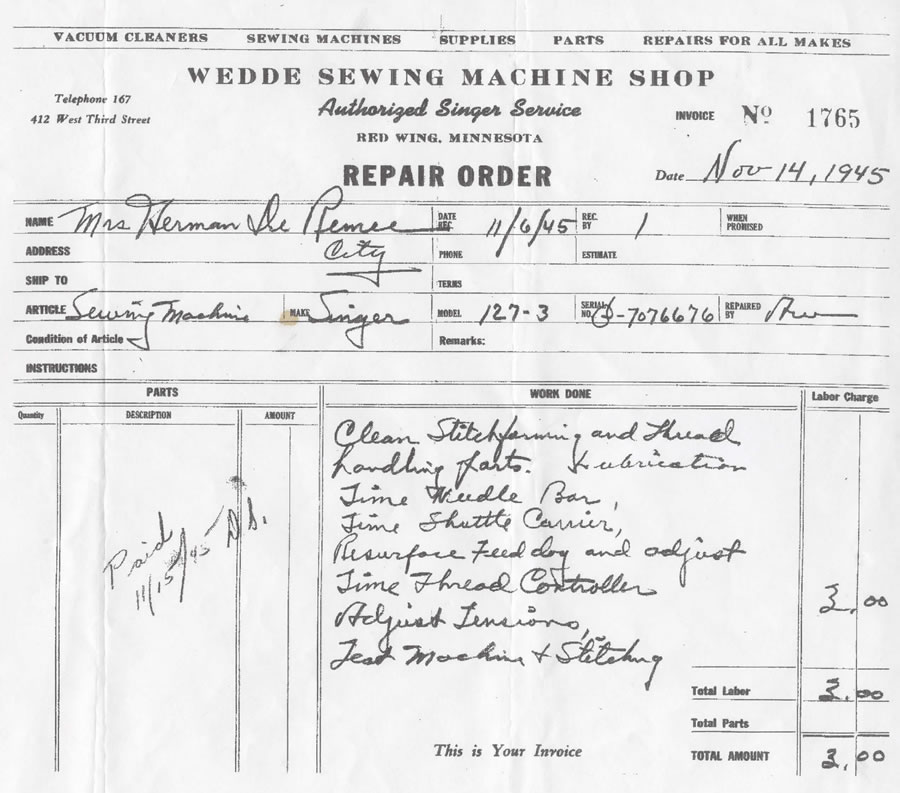 VACUUM CLEANERS SEWING MACHINES SUPPLIES PARTS REPAIRS FOR ALL MAKES
WEDDE SEWING MACHINE SHOP
Telephone 167
412 West Third Street
Authorized Singer Service
RED WING, MINNESOTA
INVOICE No 1765
REPAIR ORDER
Date Nov 14, 1945
NAME Mrs Herman De Remee DATE REC. 11/6/45 REC. BY 1 WHEN PROMISED
ADDRESS City PHONE ESTIMATE
SHIP TO TERMS
ARTICLE Sewing Machine MAKE Singer MODEL 127-3 SERIAL NO. G-7076676 REPAIRED BY
Condition of Article Remarks:
INSTRUCTIONS
PARTS WORK DONE Labor Charge
Quantity DESCRIPTION AMOUNT
Clean Stitchforming and Thread
handling parts. Lubrication
Time Needle Bar,
Time Shuttle Carrier,
Resurface Feed dog and adjust
Time Thread Controller
Adjust Tensions,
Test Machine & Stitching
3.00
Paid
11/15/45 D.S.
Total Labor 3.00
Total Parts
This is Your Invoice
TOTAL AMOUNT 3.00